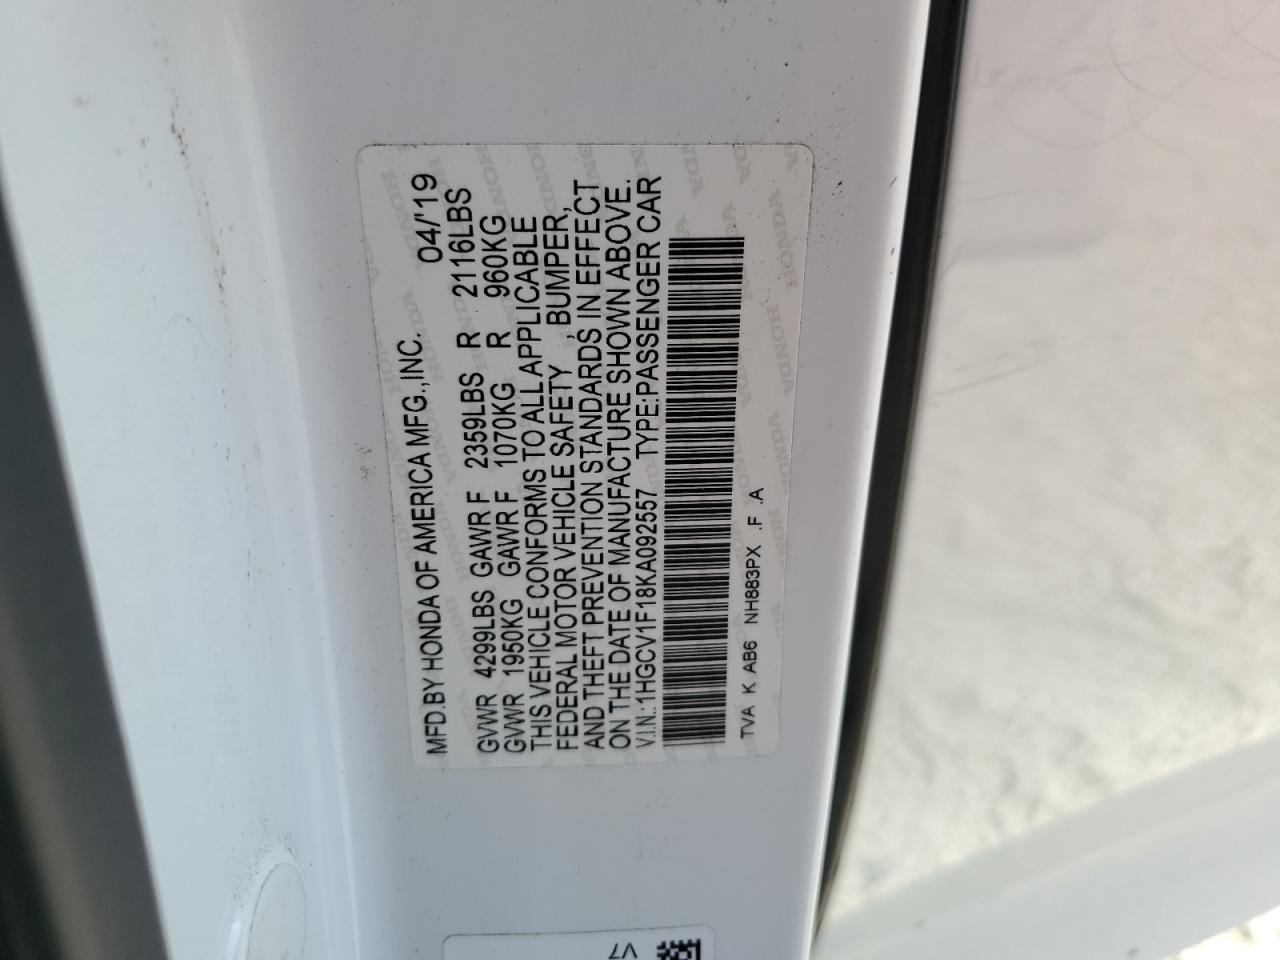 MFD.BY HONDA OF AMERICA MFG.,INC. 04/'19
GVWR 4299LBS GAWR F 2359LBS R 2116LBS
GVWR 1950KG GAWR F 1070KG R 960KG
THIS VEHICLE CONFORMS TO ALL APPLICABLE
FEDERAL MOTOR VEHICLE SAFETY , BUMPER,
AND THEFT PREVENTION STANDARDS IN EFFECT
ON THE DATE OF MANUFACTURE SHOWN ABOVE.
V.I.N.:1HGCV1F18KA092557 TYPE:PASSENGER CAR
TVA K AB6 NH883PX .F .A